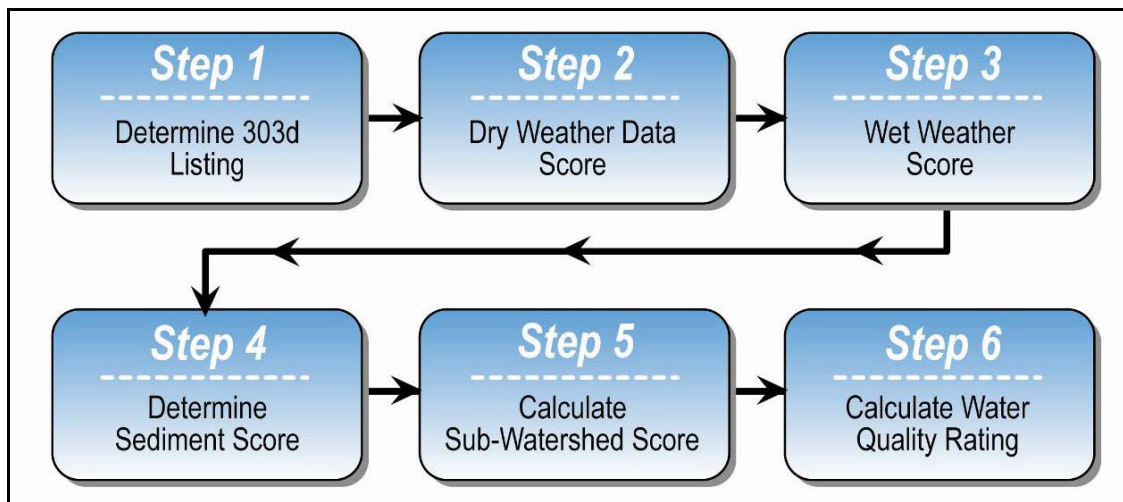 Step 1
Determine 303d
Listing
Step 2
Dry Weather Data
Score
Step 3
Wet Weather
Score
Step 4
Determine
Sediment Score
Step 5
Calculate
Sub-Watershed Score
Step 6
Calculate Water
Quality Rating